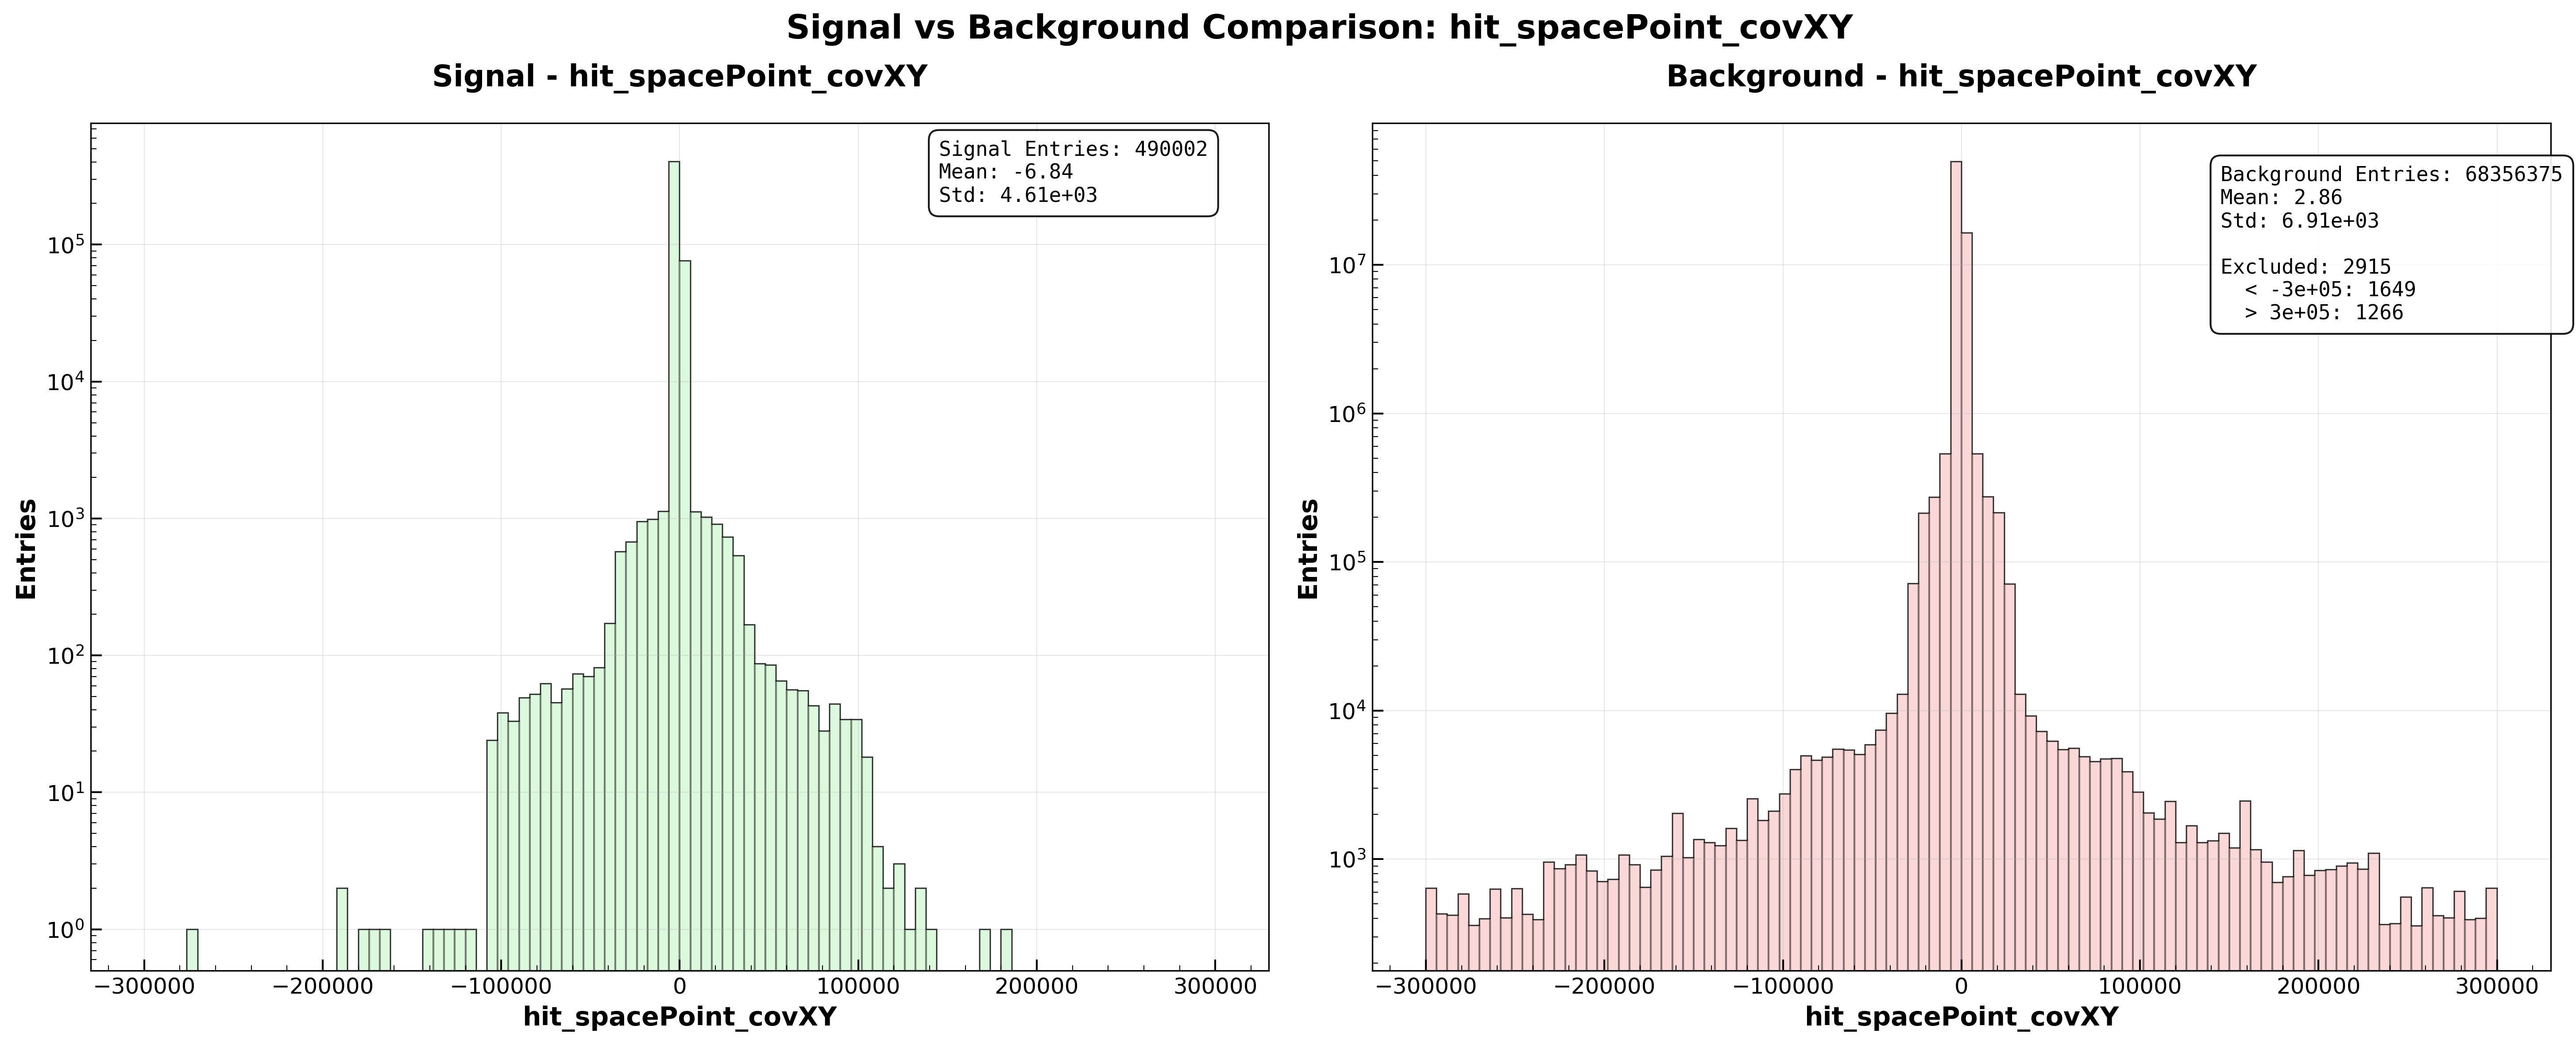 Signal vs Background Comparison: hit_spacePoint_covXY
Signal - hit_spacePoint_covXY
Signal Entries: 490002
Mean: -6.84
Std: 4.61e+03
Entries
10^5
10^4
10^3
10^2
10^1
10^0
−300000 −200000 −100000 0 100000 200000 300000
hit_spacePoint_covXY
Background - hit_spacePoint_covXY
Background Entries: 68356375
Mean: 2.86
Std: 6.91e+03
Excluded: 2915
< -3e+05: 1649
> 3e+05: 1266
Entries
10^7
10^6
10^5
10^4
10^3
−300000 −200000 −100000 0 100000 200000 300000
hit_spacePoint_covXY